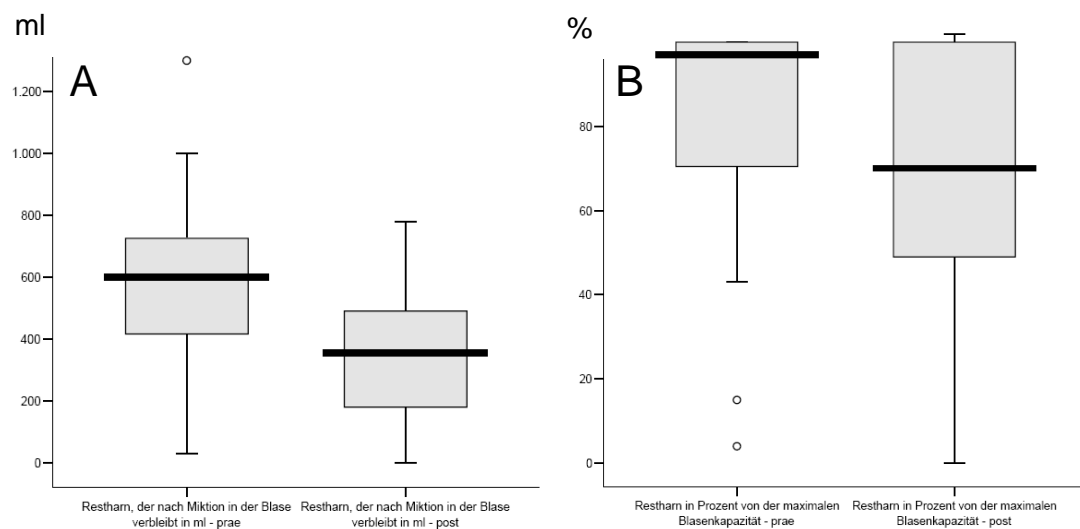 ml
A
1.200
1.000
800
600
400
200
0
Restharn, der nach Miktion in der Blase
verbleibt in ml - prae
Restharn, der nach Miktion in der Blase
verbleibt in ml - post
%
B
80
60
40
20
0
Restharn in Prozent von der maximalen
Blasenkapazität - prae
Restharn in Prozent von der maximalen
Blasenkapazität - post